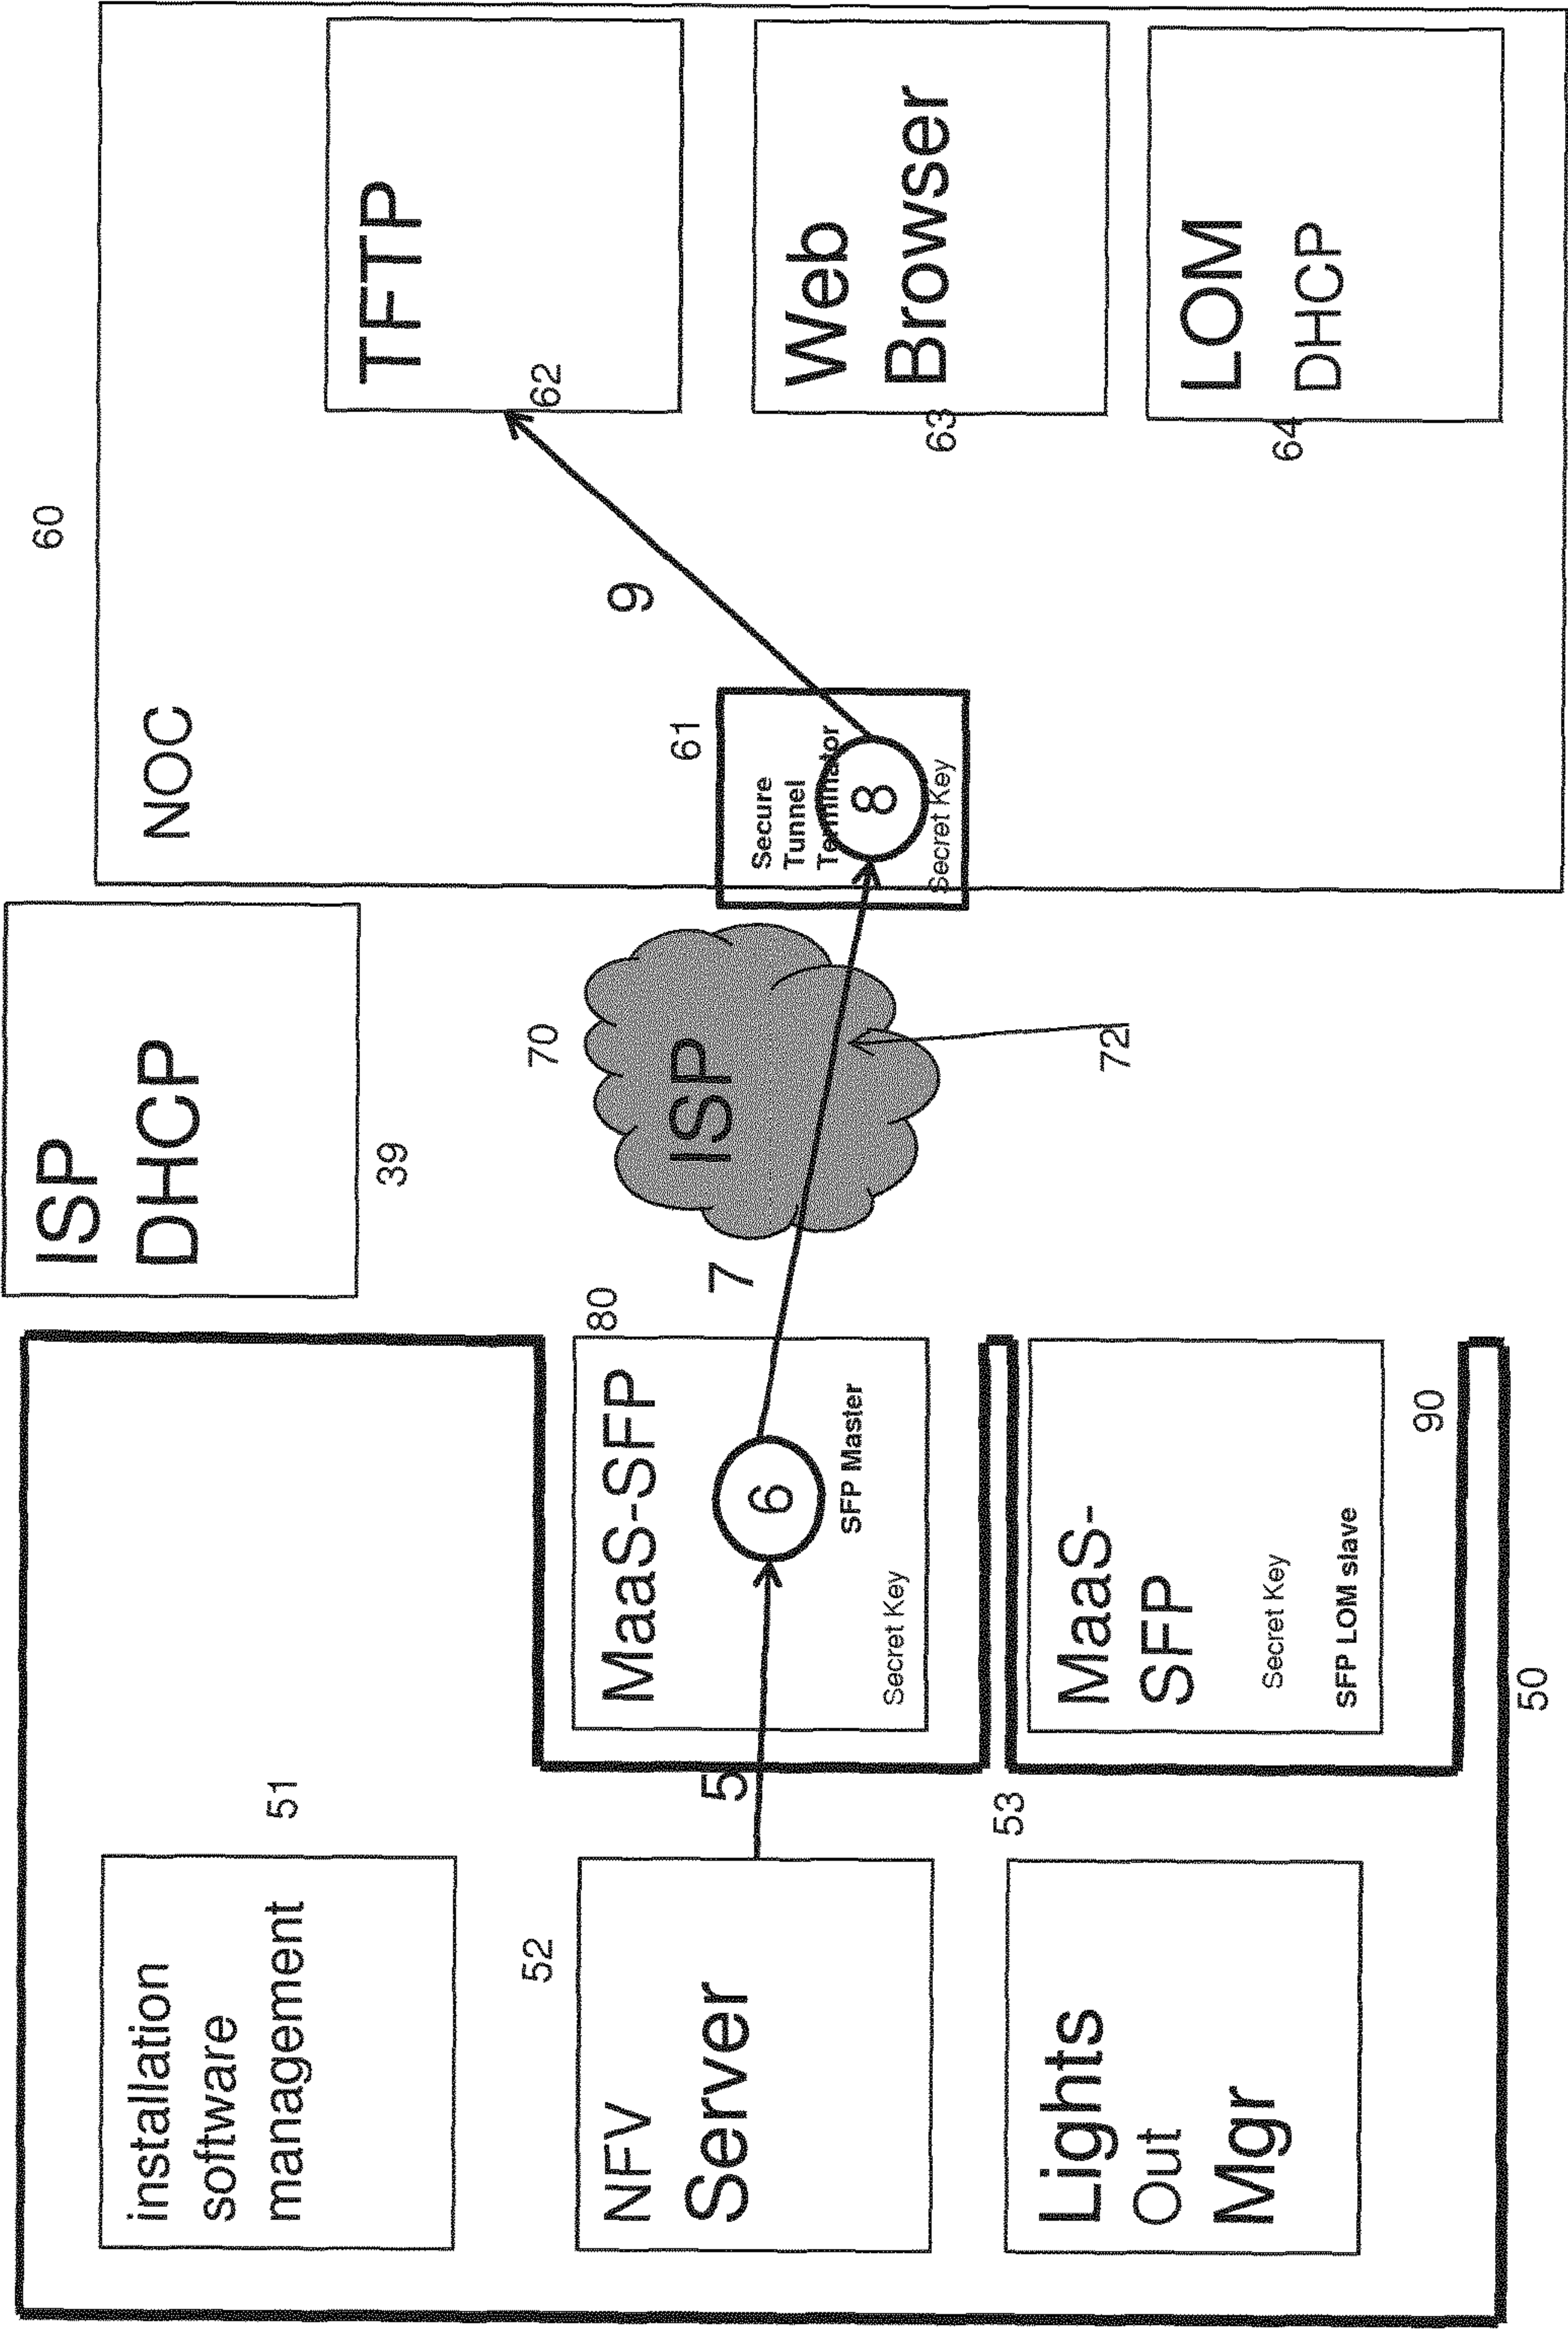 installation
software
management
51
52
NFV
Server
5
Lights
Out
Mgr
53
50
MaaS-SFP
80
6
SFP Master
Secret Key
MaaS-
SFP
Secret Key
SFP LOM slave
90
ISP
DHCP
39
7
70
ISP
72
60
NOC
61
Secure
Tunnel
Terminator
8
Secret Key
9
TFTP
62
Web
Browser
63
LOM
DHCP
64